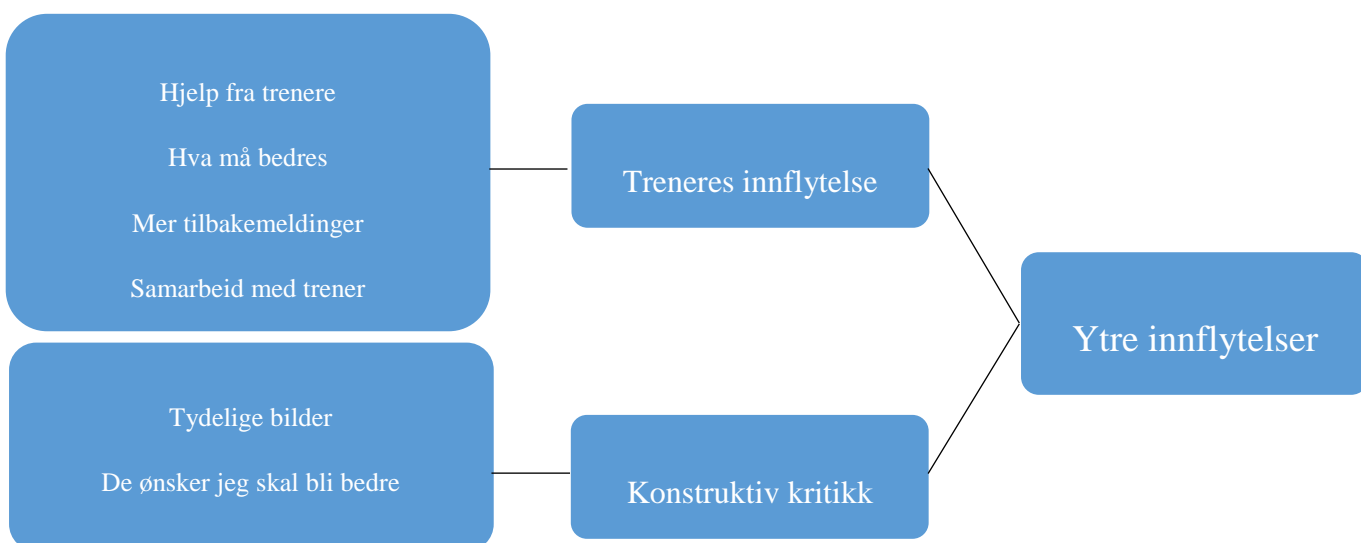 Hjelp fra trenere
Hva må bedres
Mer tilbakemeldinger
Samarbeid med trener
Treneres innflytelse
Ytre innflytelser
Tydelige bilder
De ønsker jeg skal bli bedre
Konstruktiv kritikk